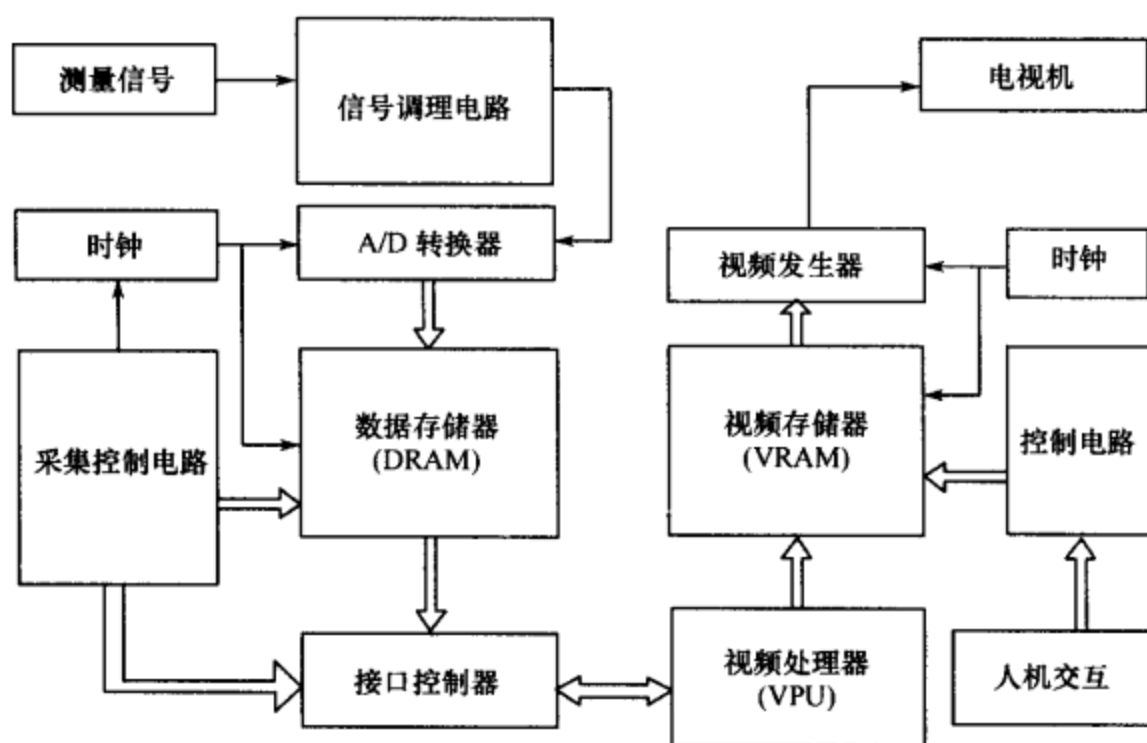 测量信号
信号调理电路
电视机
时钟
A/D 转换器
视频发生器
时钟
采集控制电路
数据存储器
(DRAM)
视频存储器
(VRAM)
控制电路
接口控制器
视频处理器
(VPU)
人机交互